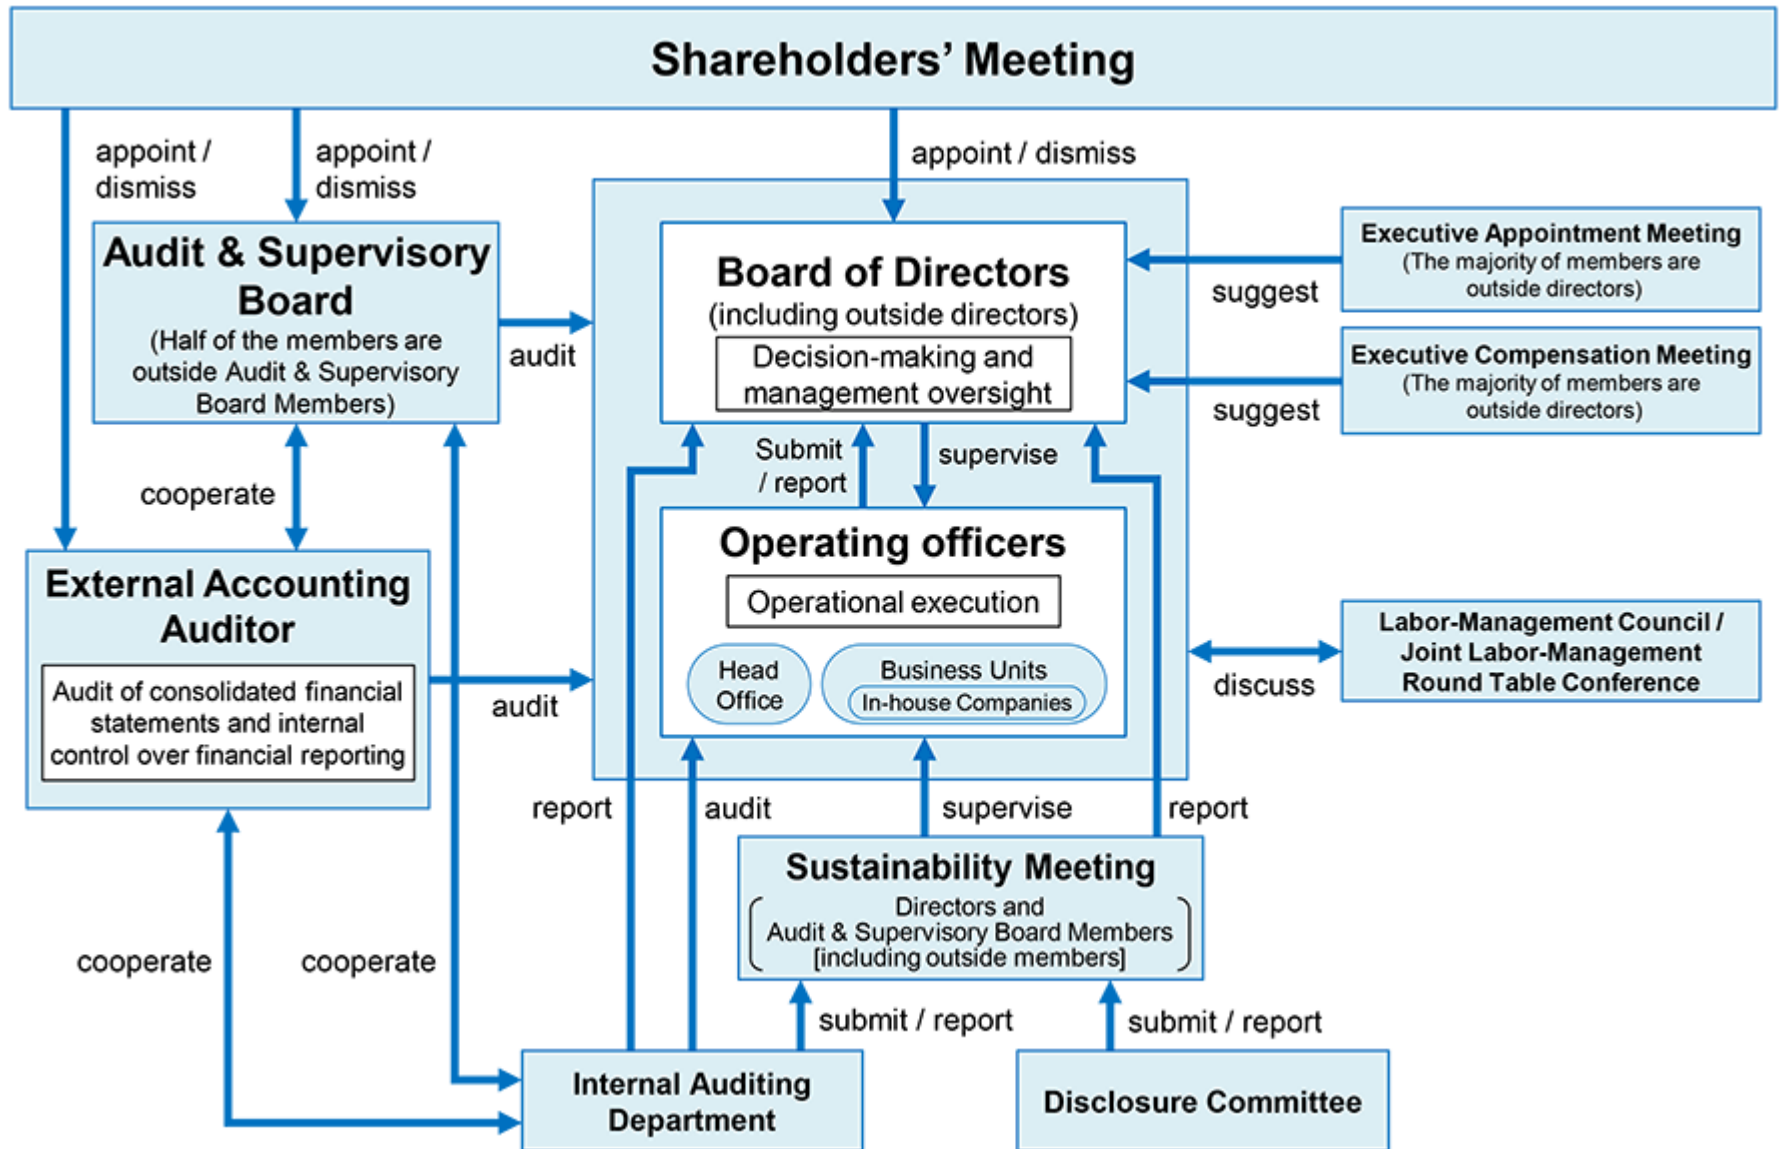 Shareholders’ Meeting
appoint /
dismiss
appoint /
dismiss
appoint / dismiss
Audit & Supervisory
Board
(Half of the members are
outside Audit & Supervisory
Board Members)
audit
Board of Directors
(including outside directors)
Decision-making and
management oversight
Executive Appointment Meeting
(The majority of members are
outside directors)
suggest
Executive Compensation Meeting
(The majority of members are
outside directors)
suggest
cooperate
Submit
/ report
supervise
External Accounting
Auditor
Audit of consolidated financial
statements and internal
control over financial reporting
audit
Operating officers
Operational execution
Head
Office
Business Units
In-house Companies
discuss
Labor-Management Council /
Joint Labor-Management
Round Table Conference
report
audit
supervise
report
Sustainability Meeting
Directors and
Audit & Supervisory Board Members
[including outside members]
cooperate
cooperate
submit / report
submit / report
Internal Auditing
Department
Disclosure Committee